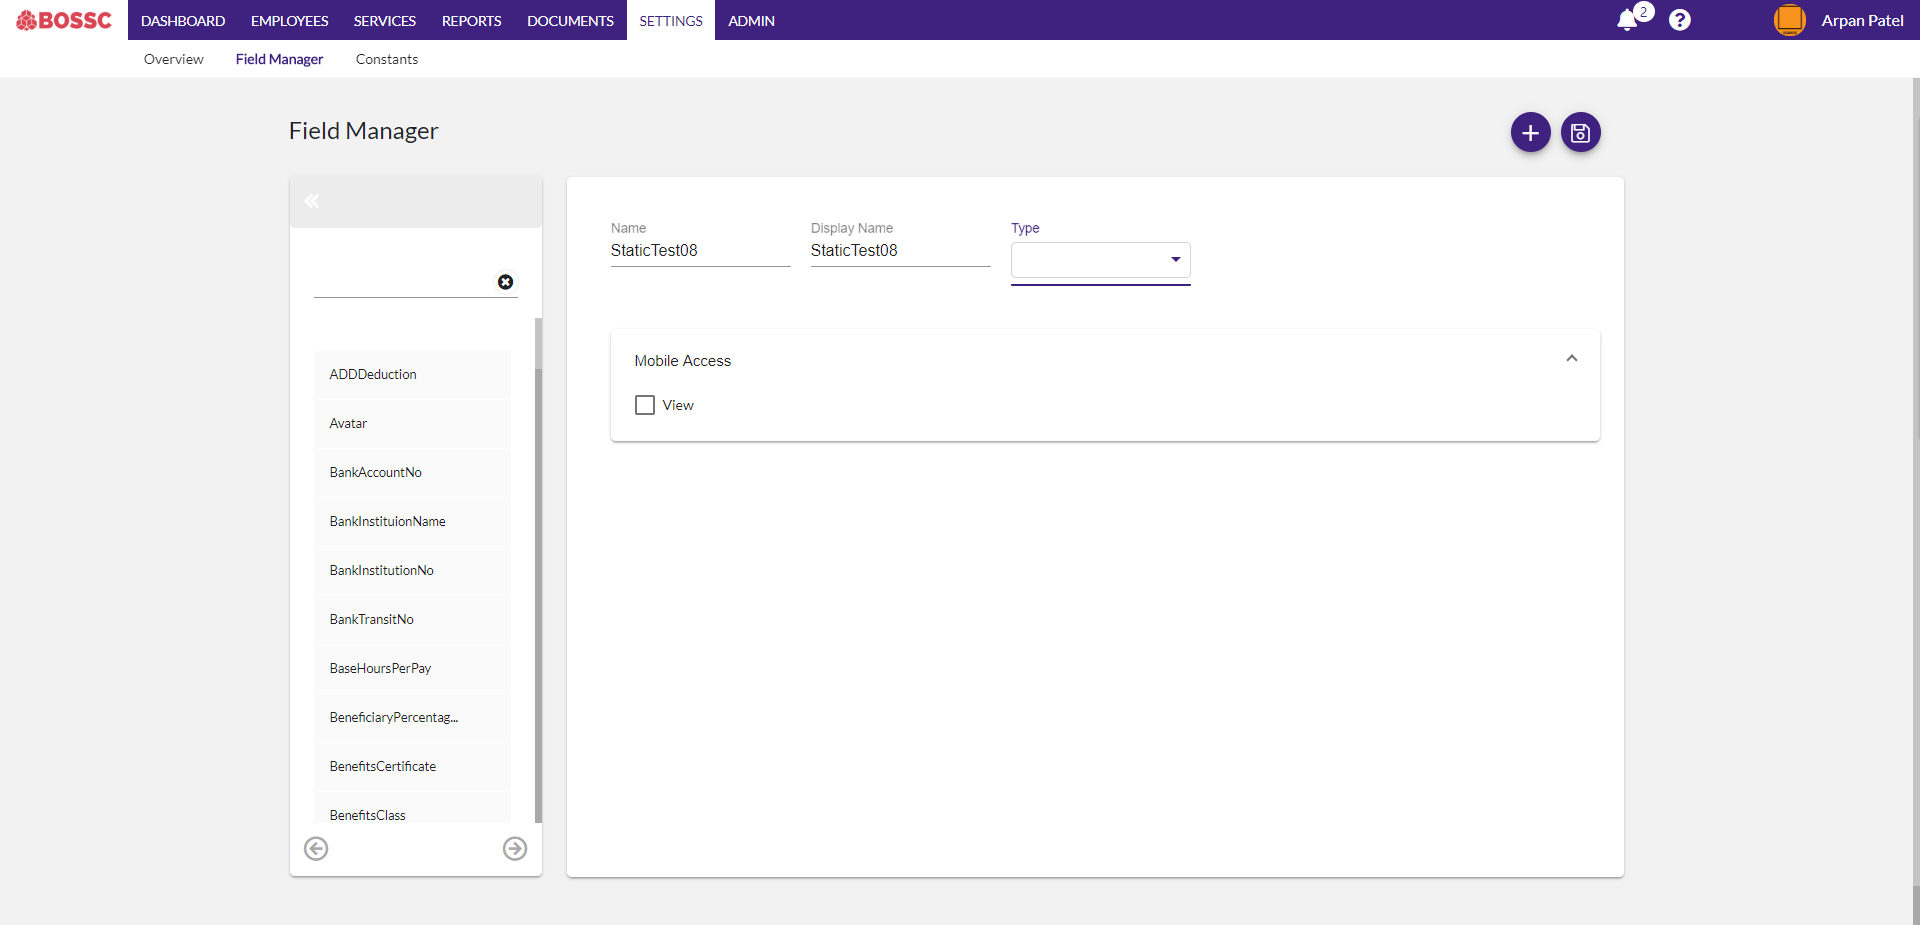 BOSSC
DASHBOARD EMPLOYEES SERVICES REPORTS DOCUMENTS SETTINGS ADMIN
2
Arpan Patel
Overview Field Manager Constants
Field Manager
Name Display Name Type
StaticTest08 StaticTest08
Mobile Access
View
ADDDeduction
Avatar
BankAccountNo
BankInstituionName
BankInstitutionNo
BankTransitNo
BaseHoursPerPay
BeneficiaryPercentag...
BenefitsCertificate
BenefitsClass